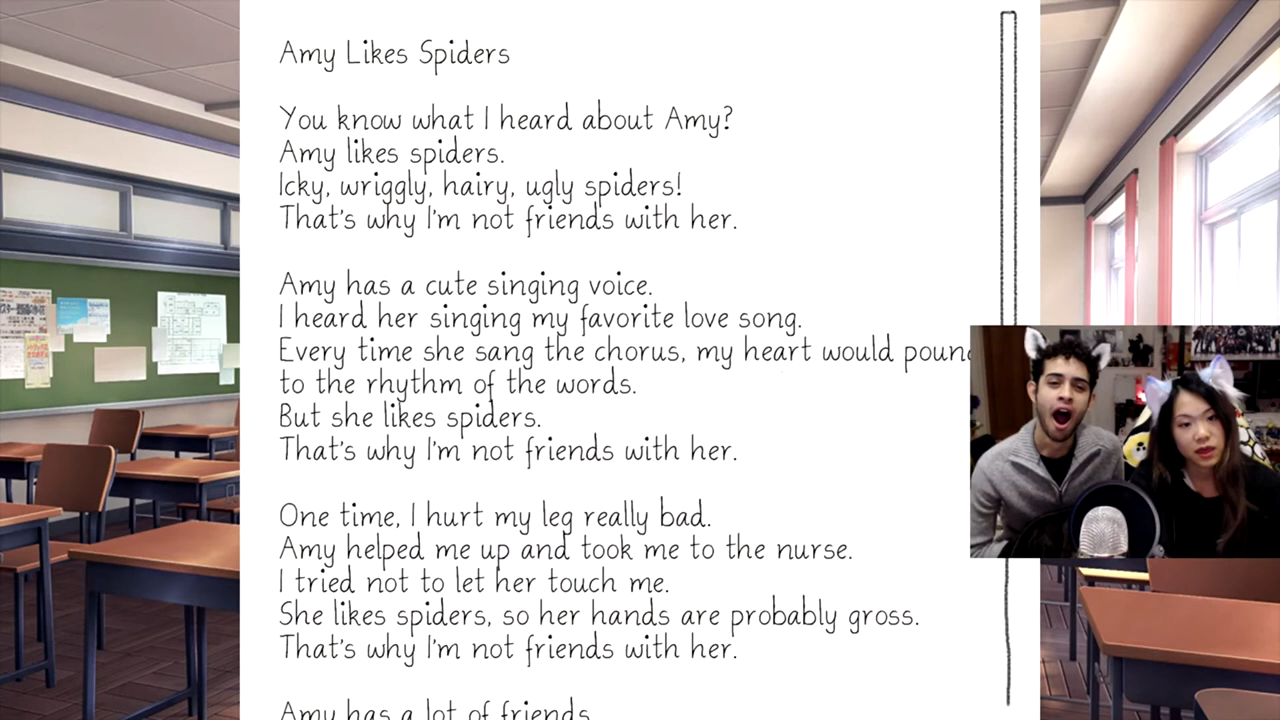 Amy Likes Spiders
You know what I heard about Amy?
Amy likes spiders.
Icky, wriggly, hairy, ugly spiders!
That's why I'm not friends with her.
Amy has a cute singing voice.
I heard her singing my favorite love song.
Every time she sang the chorus, my heart would pound
to the rhythm of the words.
But she likes spiders.
That's why I'm not friends with her.
One time, I hurt my leg really bad.
Amy helped me up and took me to the nurse.
I tried not to let her touch me.
She likes spiders, so her hands are probably gross.
That's why I'm not friends with her.
Amy has a lot of friends.